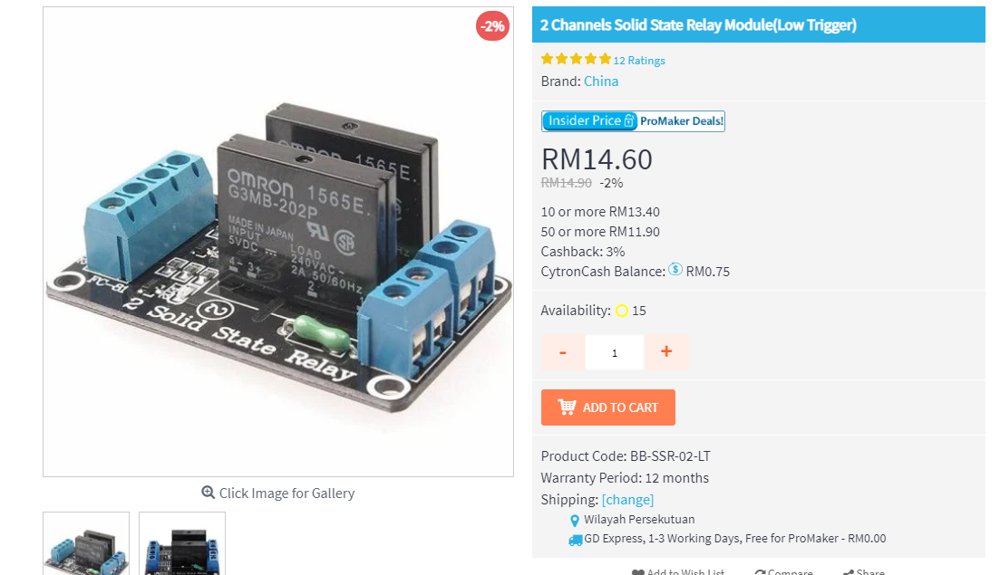 -2%
OMRON 1565E.
OMRON 1565E.
G3MB-202P
MADE IN JAPAN
INPUT LOAD
5VDC 240VAC
2A 50/60Hz
4- 3+ 2 1
2 Solid State Relay
Click Image for Gallery
2 Channels Solid State Relay Module(Low Trigger)
12 Ratings
Brand: China
Insider Price ProMaker Deals!
RM14.60
RM14.90 -2%
10 or more RM13.40
50 or more RM11.90
Cashback: 3%
CytronCash Balance: $ RM0.75
Availability: 15
- 1 +
ADD TO CART
Product Code: BB-SSR-02-LT
Warranty Period: 12 months
Shipping: [change]
Wilayah Persekutuan
GD Express, 1-3 Working Days, Free for ProMaker - RM0.00
Add to Wish List Compare Share